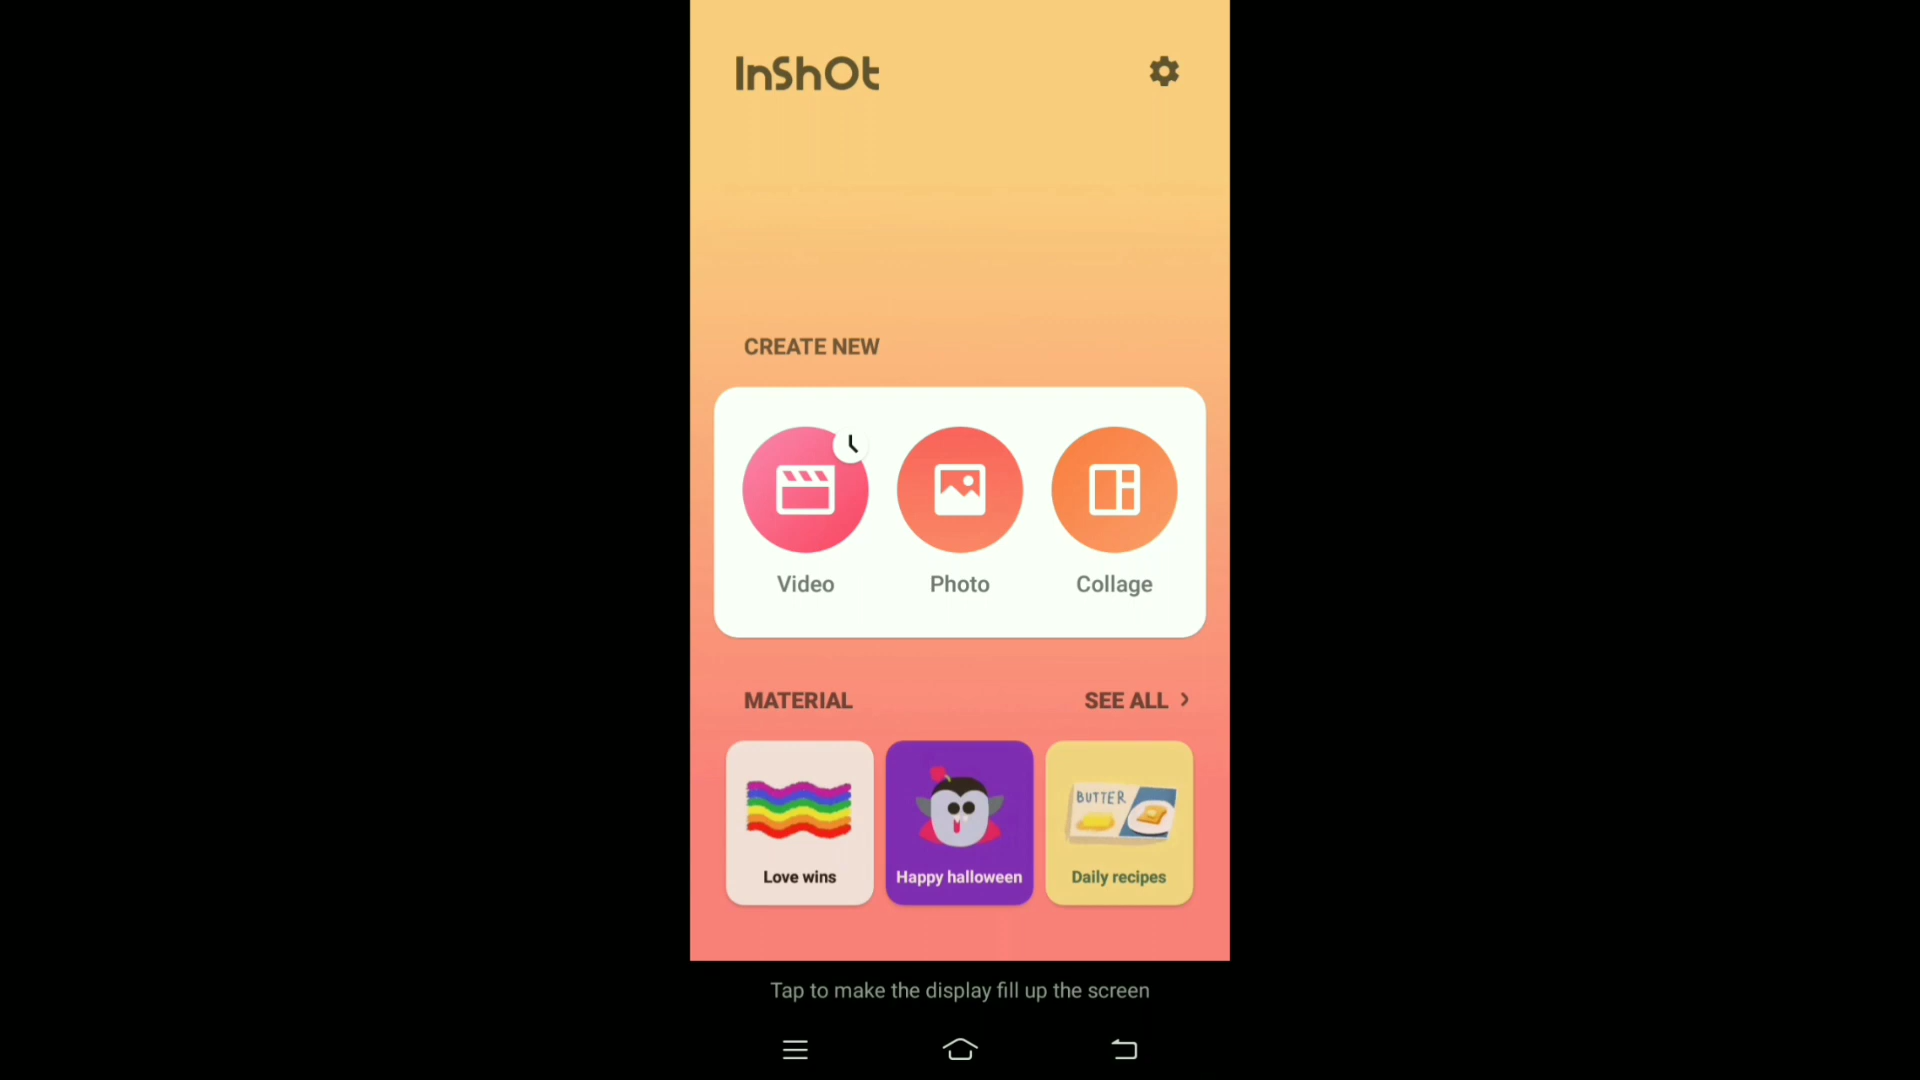 InShOt
CREATE NEW
Video
Photo
Collage
MATERIAL
SEE ALL
BUTTER
Love wins
Happy halloween
Daily recipes
Tap to make the display fill up the screen